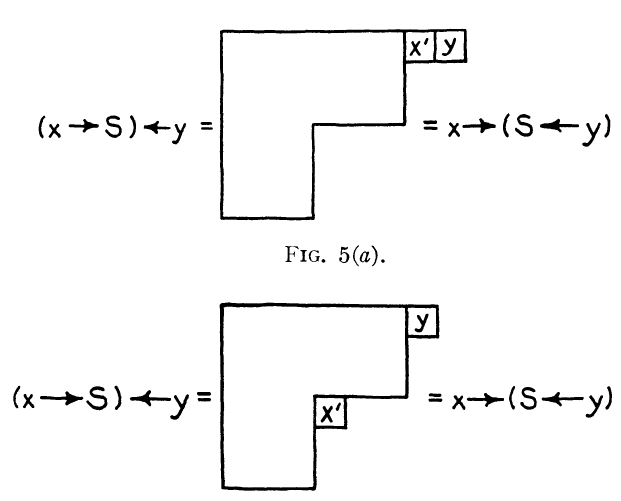 x' y
(x → S) ← y = = x → (S ← y)
FIG. 5(a).
y
(x → S) ← y = x' = x → (S ← y)